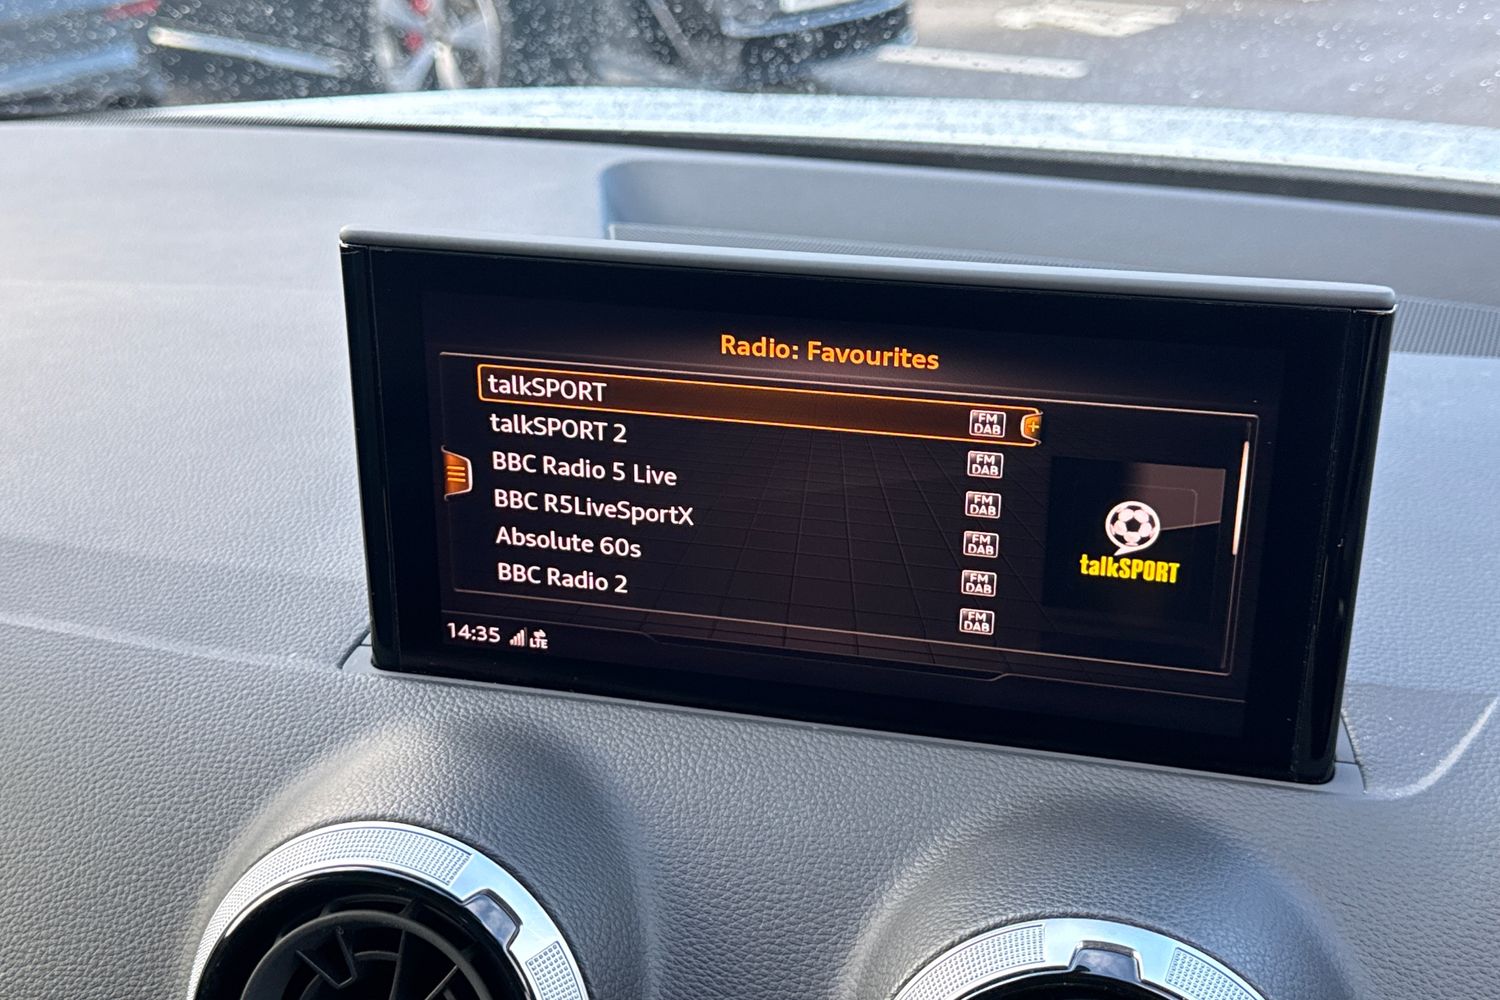 Radio: Favourites
talkSPORT FM DAB +
talkSPORT 2 FM DAB
BBC Radio 5 Live FM DAB
BBC R5LiveSportX FM DAB
Absolute 60s FM DAB
BBC Radio 2 FM DAB
talkSPORT
14:35 LTE